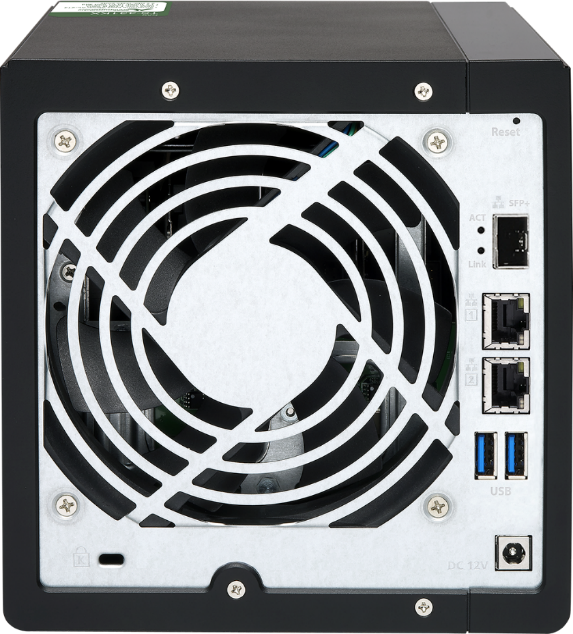 Reset
SFP+
ACT
Link
1
2
USB
DC 12V
K